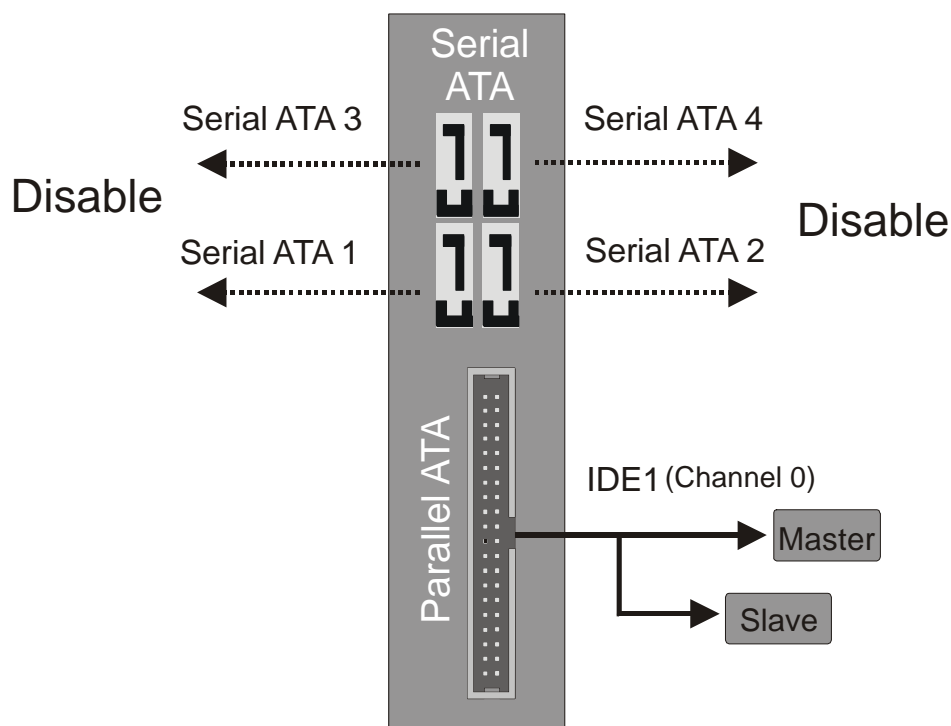 Serial
ATA
Serial ATA 3
Serial ATA 4
Disable
Disable
Serial ATA 1
Serial ATA 2
Parallel ATA
IDE1 (Channel 0)
Master
Slave